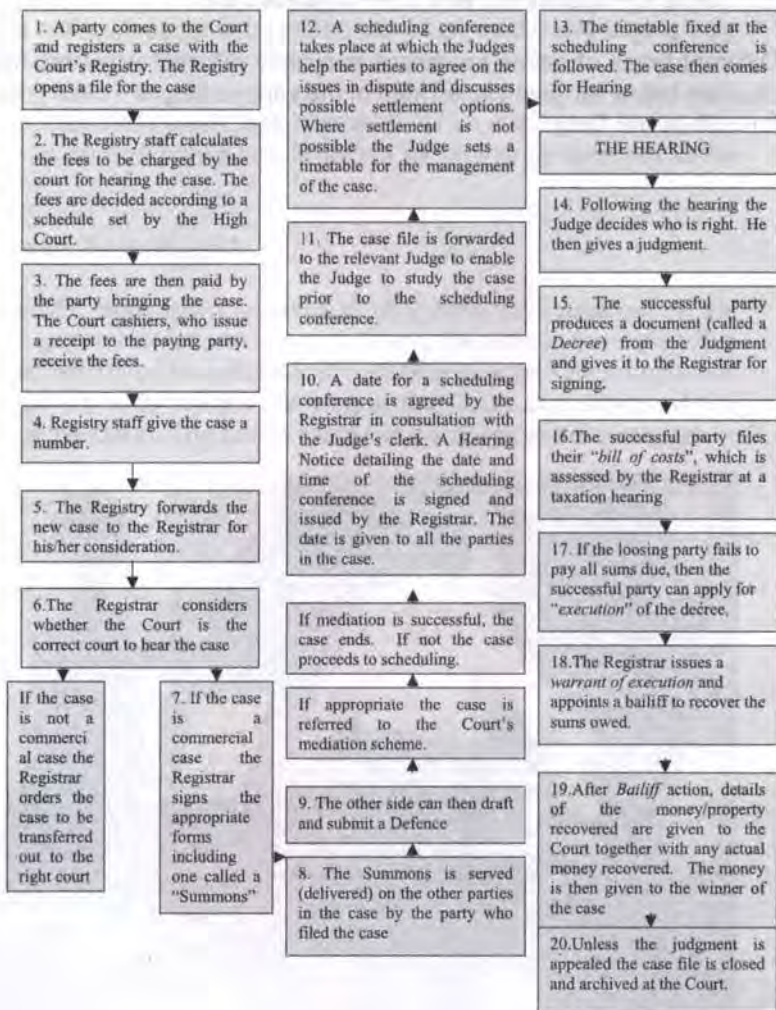 1. A party comes to the Court
and registers a case with the
Court's Registry. The Registry
opens a file for the case
2. The Registry staff calculates
the fees to be charged by the
court for hearing the case. The
fees are decided according to a
schedule set by the High
Court.
3. The fees are then paid by
the party bringing the case.
The Court cashiers, who issue
a receipt to the paying party,
receive the fees.
4. Registry staff give the case a
number.
5. The Registry forwards the
new case to the Registrar for
his/her consideration.
6.The Registrar considers
whether the Court is the
correct court to hear the case
If the case
is not a
commerci
al case the
Registrar
orders the
case to be
transferred
out to the
right court
7. If the case
is a
commercial
case the
Registrar
signs the
appropriate
forms
including
one called a
"Summons"
8. The Summons is served
(delivered) on the other parties
in the case by the party who
filed the case
9. The other side can then draft
and submit a Defence
If appropriate the case is
referred to the Court's
mediation scheme.
If mediation is successful, the
case ends. If not the case
proceeds to scheduling.
10. A date for a scheduling
conference is agreed by the
Registrar in consultation with
the Judge's clerk. A Hearing
Notice detailing the date and
time of the scheduling
conference is signed and
issued by the Registrar. The
date is given to all the parties
in the case.
11. The case file is forwarded
to the relevant Judge to enable
the Judge to study the case
prior to the scheduling
conference.
12. A scheduling conference
takes place at which the Judges
help the parties to agree on the
issues in dispute and discusses
possible settlement options.
Where settlement is not
possible the Judge sets a
timetable for the management
of the case.
13. The timetable fixed at the
scheduling conference is
followed. The case then comes
for Hearing
THE HEARING
14. Following the hearing the
Judge decides who is right. He
then gives a judgment.
15. The successful party
produces a document (called a
Decree) from the Judgment
and gives it to the Registrar for
signing.
16.The successful party files
their "bill of costs", which is
assessed by the Registrar at a
taxation hearing
17. If the loosing party fails to
pay all sums due, then the
successful party can apply for
"execution" of the decree.
18.The Registrar issues a
warrant of execution and
appoints a bailiff to recover the
sums owed.
19.After Bailiff action, details
of the money/property
recovered are given to the
Court together with any actual
money recovered. The money
is then given to the winner of
the case
20.Unless the judgment is
appealed the case file is closed
and archived at the Court.